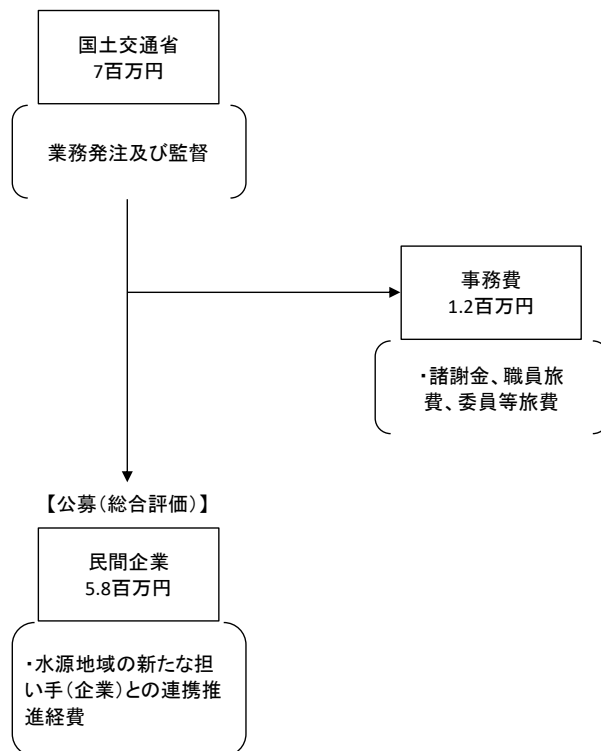 国土交通省
7百万円
業務発注及び監督
事務費
1.2百万円
・諸謝金、職員旅
費、委員等旅費
【公募(総合評価)】
民間企業
5.8百万円
・水源地域の新たな担
い手(企業)との連携推
進経費